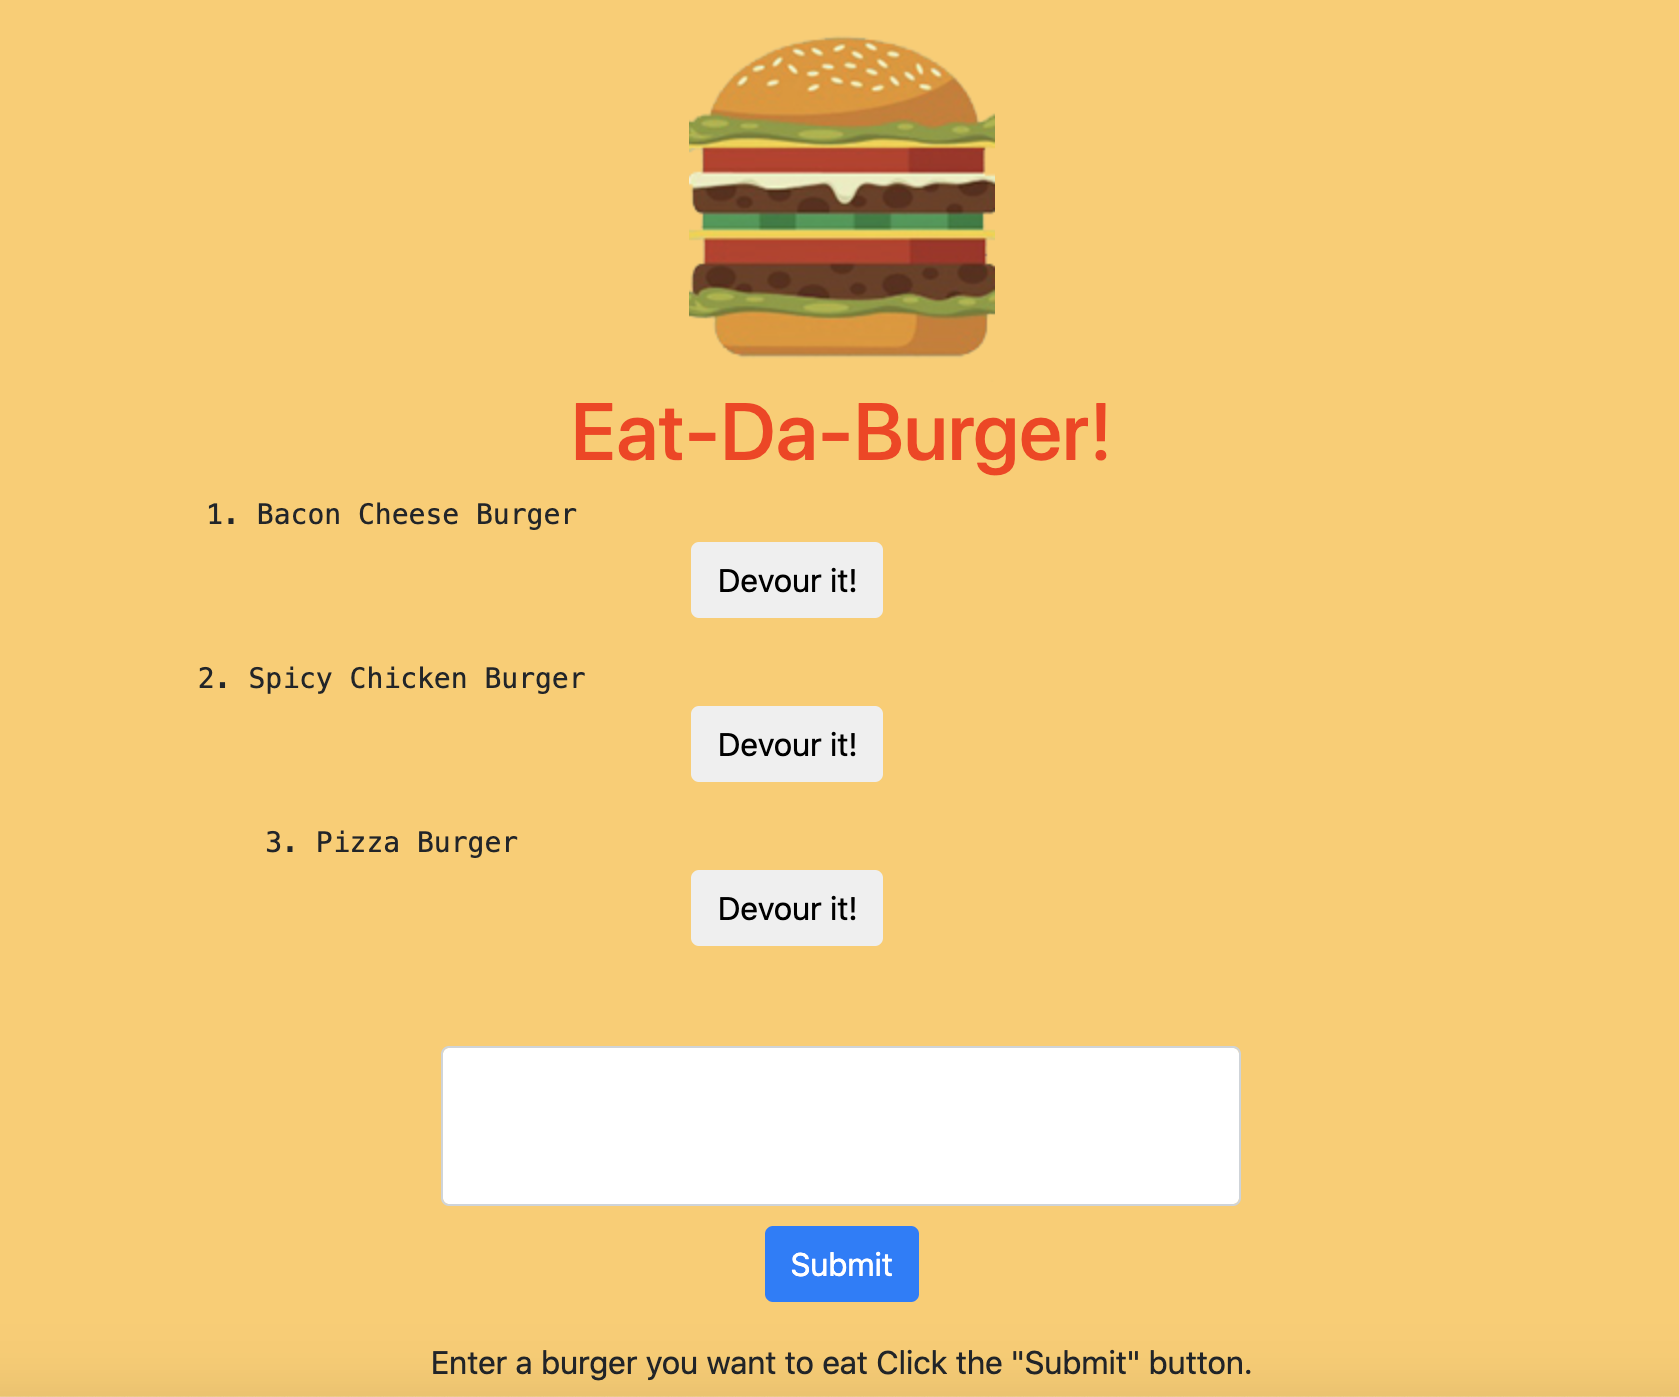 Eat-Da-Burger!
1. Bacon Cheese Burger
Devour it!
2. Spicy Chicken Burger
Devour it!
3. Pizza Burger
Devour it!
Submit
Enter a burger you want to eat Click the "Submit" button.